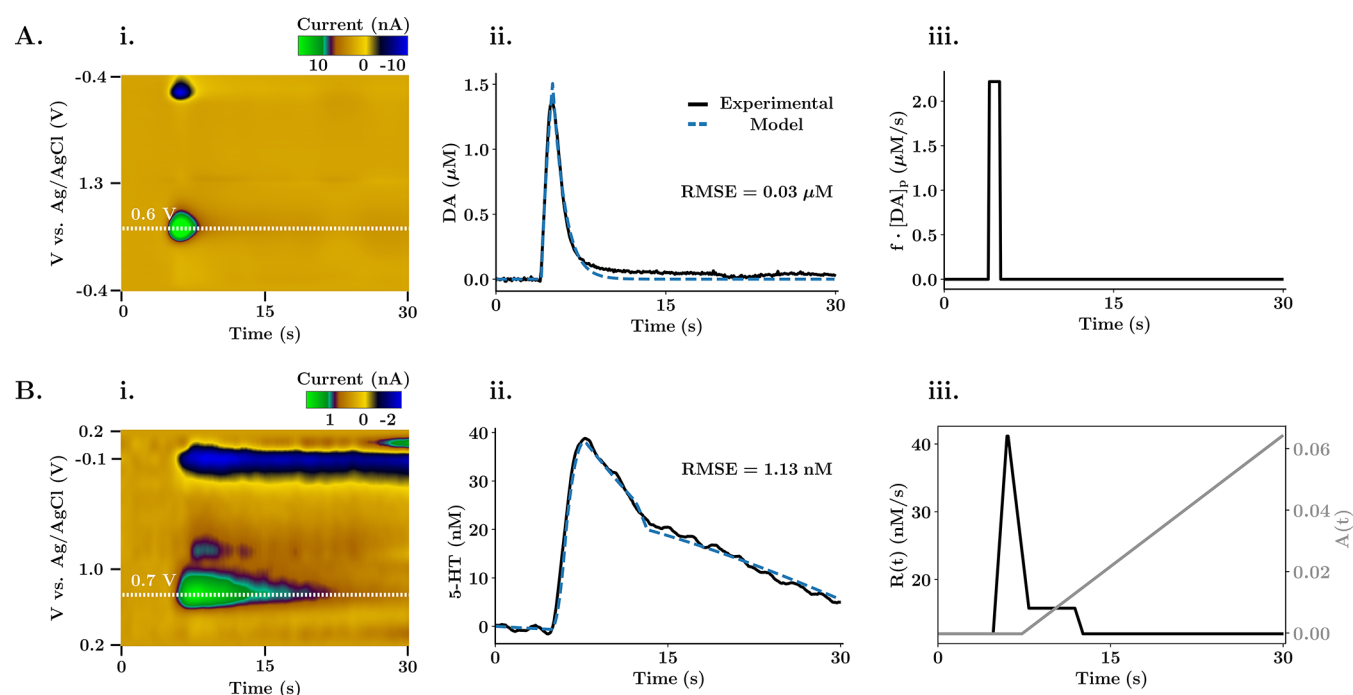 A.
i.
Current (nA)
10 0 -10
-0.4
1.3
-0.4
V vs. Ag/AgCl (V)
0.6 V
0 15 30
Time (s)
ii.
1.5
1.0
0.5
0.0
DA (μM)
Experimental
Model
RMSE = 0.03 μM
0 15 30
Time (s)
iii.
2.0
1.5
1.0
0.5
0.0
f · [DA]p (μM/s)
0 15 30
Time (s)
B.
i.
Current (nA)
1 0 -2
0.2
-0.1
1.0
0.2
V vs. Ag/AgCl (V)
0.7 V
0 15 30
Time (s)
ii.
40
30
20
10
0
5-HT (nM)
RMSE = 1.13 nM
0 15 30
Time (s)
iii.
40
30
20
R(t) (nM/s)
0.06
0.04
0.02
0.00
A(t)
0 15 30
Time (s)